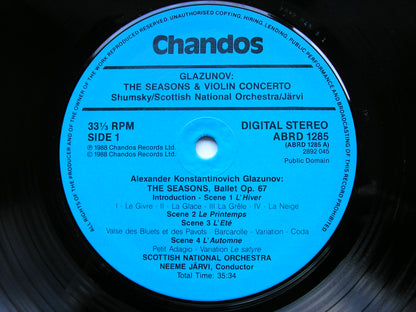 ALL RIGHTS OF THE PRODUCER AND OF THE OWNER OF THE WORK REPRODUCED RESERVED. UNAUTHORISED COPYING, HIRING, LENDING, PUBLIC PERFORMANCE AND BROADCASTING OF THIS RECORD PROHIBITED
Chandos
GLAZUNOV:
THE SEASONS & VIOLIN CONCERTO
Shumsky/Scottish National Orchestra/Järvi
33⅓ RPM
SIDE 1
℗ 1988 Chandos Records Ltd.
© 1988 Chandos Records Ltd.
DIGITAL STEREO
ABRD 1285
(ABRD 1285 A)
2892 045
Public Domain
Alexander Konstantinovich Glazunov:
THE SEASONS, Ballet Op. 67
Introduction - Scene 1 L'Hiver
I - Le Givre - II - La Glace - III La Grêle - IV - La Neige
Scene 2 Le Printemps
Scene 3 L'Eté
Valse des Bluets et des Pavots - Barcarolle - Variation - Coda
Scene 4 L'Automne
Petit Adagio - Variation Le satyre
SCOTTISH NATIONAL ORCHESTRA
NEEME JÄRVI, Conductor
Total Time: 35:34